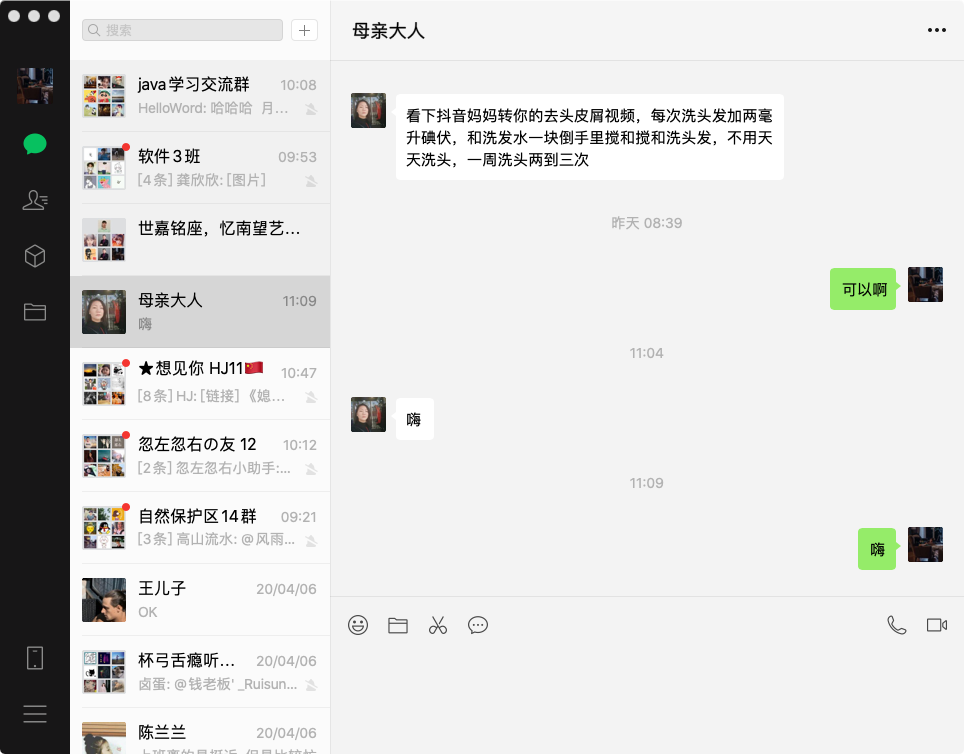 搜索
java学习交流群 10:08
HelloWord: 哈哈哈 月...
软件3班 09:53
[4条] 龚欣欣: [图片]
世嘉铭座，忆南望艺...
母亲大人 11:09
嗨
★想见你 HJ11🇨🇳 10:47
[8条] HJ: [链接] 《媳...
忽左忽右の友 12 10:12
[2条] 忽左忽右小助手:...
自然保护区14群 09:21
[3条] 高山流水: @风雨...
王儿子 20/04/06
OK
杯弓舌瘾听... 20/04/06
卤蛋: @钱老板' _Ruisun...
陈兰兰 20/04/06
母亲大人
看下抖音妈妈转你的去头皮屑视频，每次洗头发加两毫
升碘伏，和洗发水一块倒手里搅和搅和洗头发，不用天
天洗头，一周洗头两到三次
昨天 08:39
可以啊
11:04
嗨
11:09
嗨